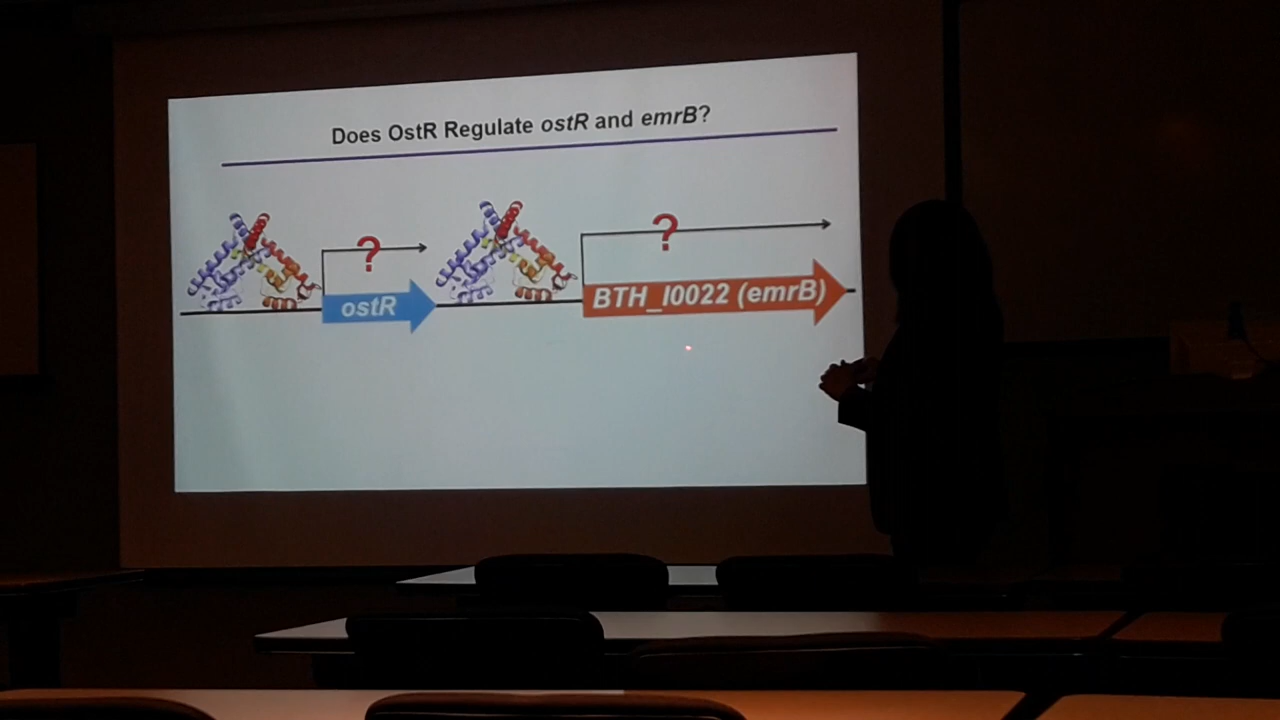 Does OstR Regulate ostR and emrB?
? ?
ostR BTH_I0022 (emrB)